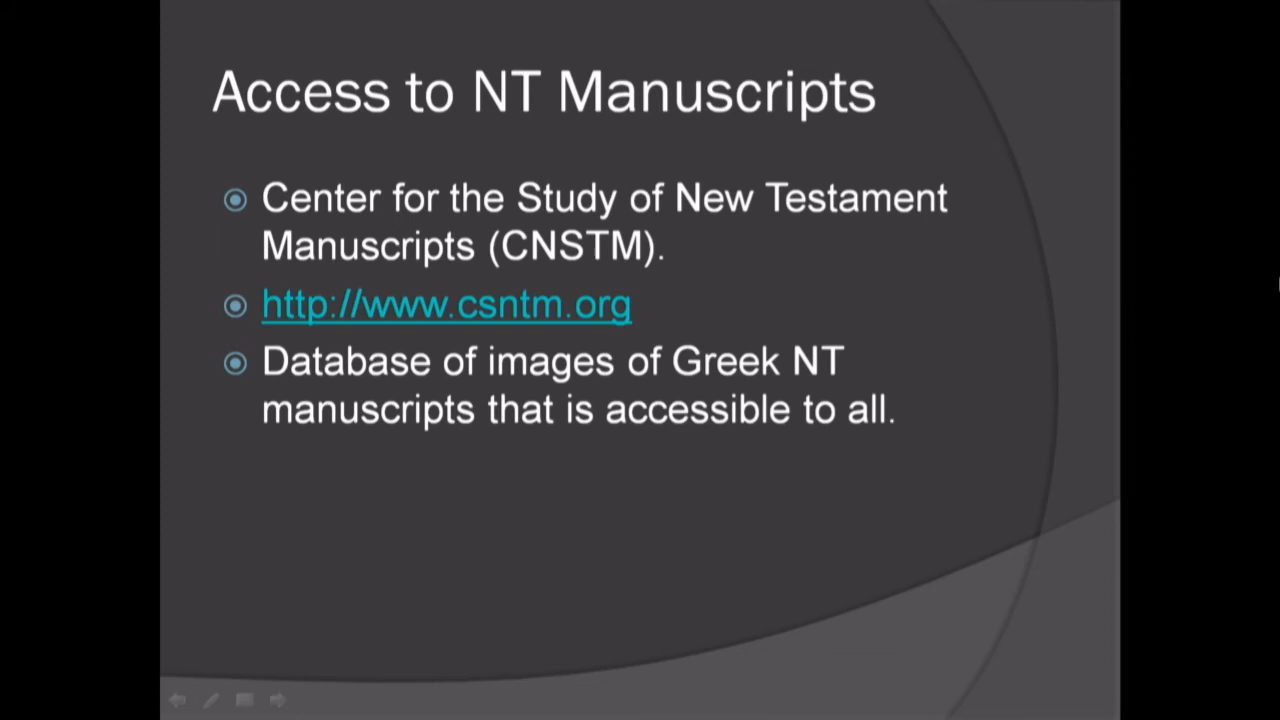 Access to NT Manuscripts
Center for the Study of New Testament
Manuscripts (CNSTM).
http://www.csntm.org
Database of images of Greek NT
manuscripts that is accessible to all.